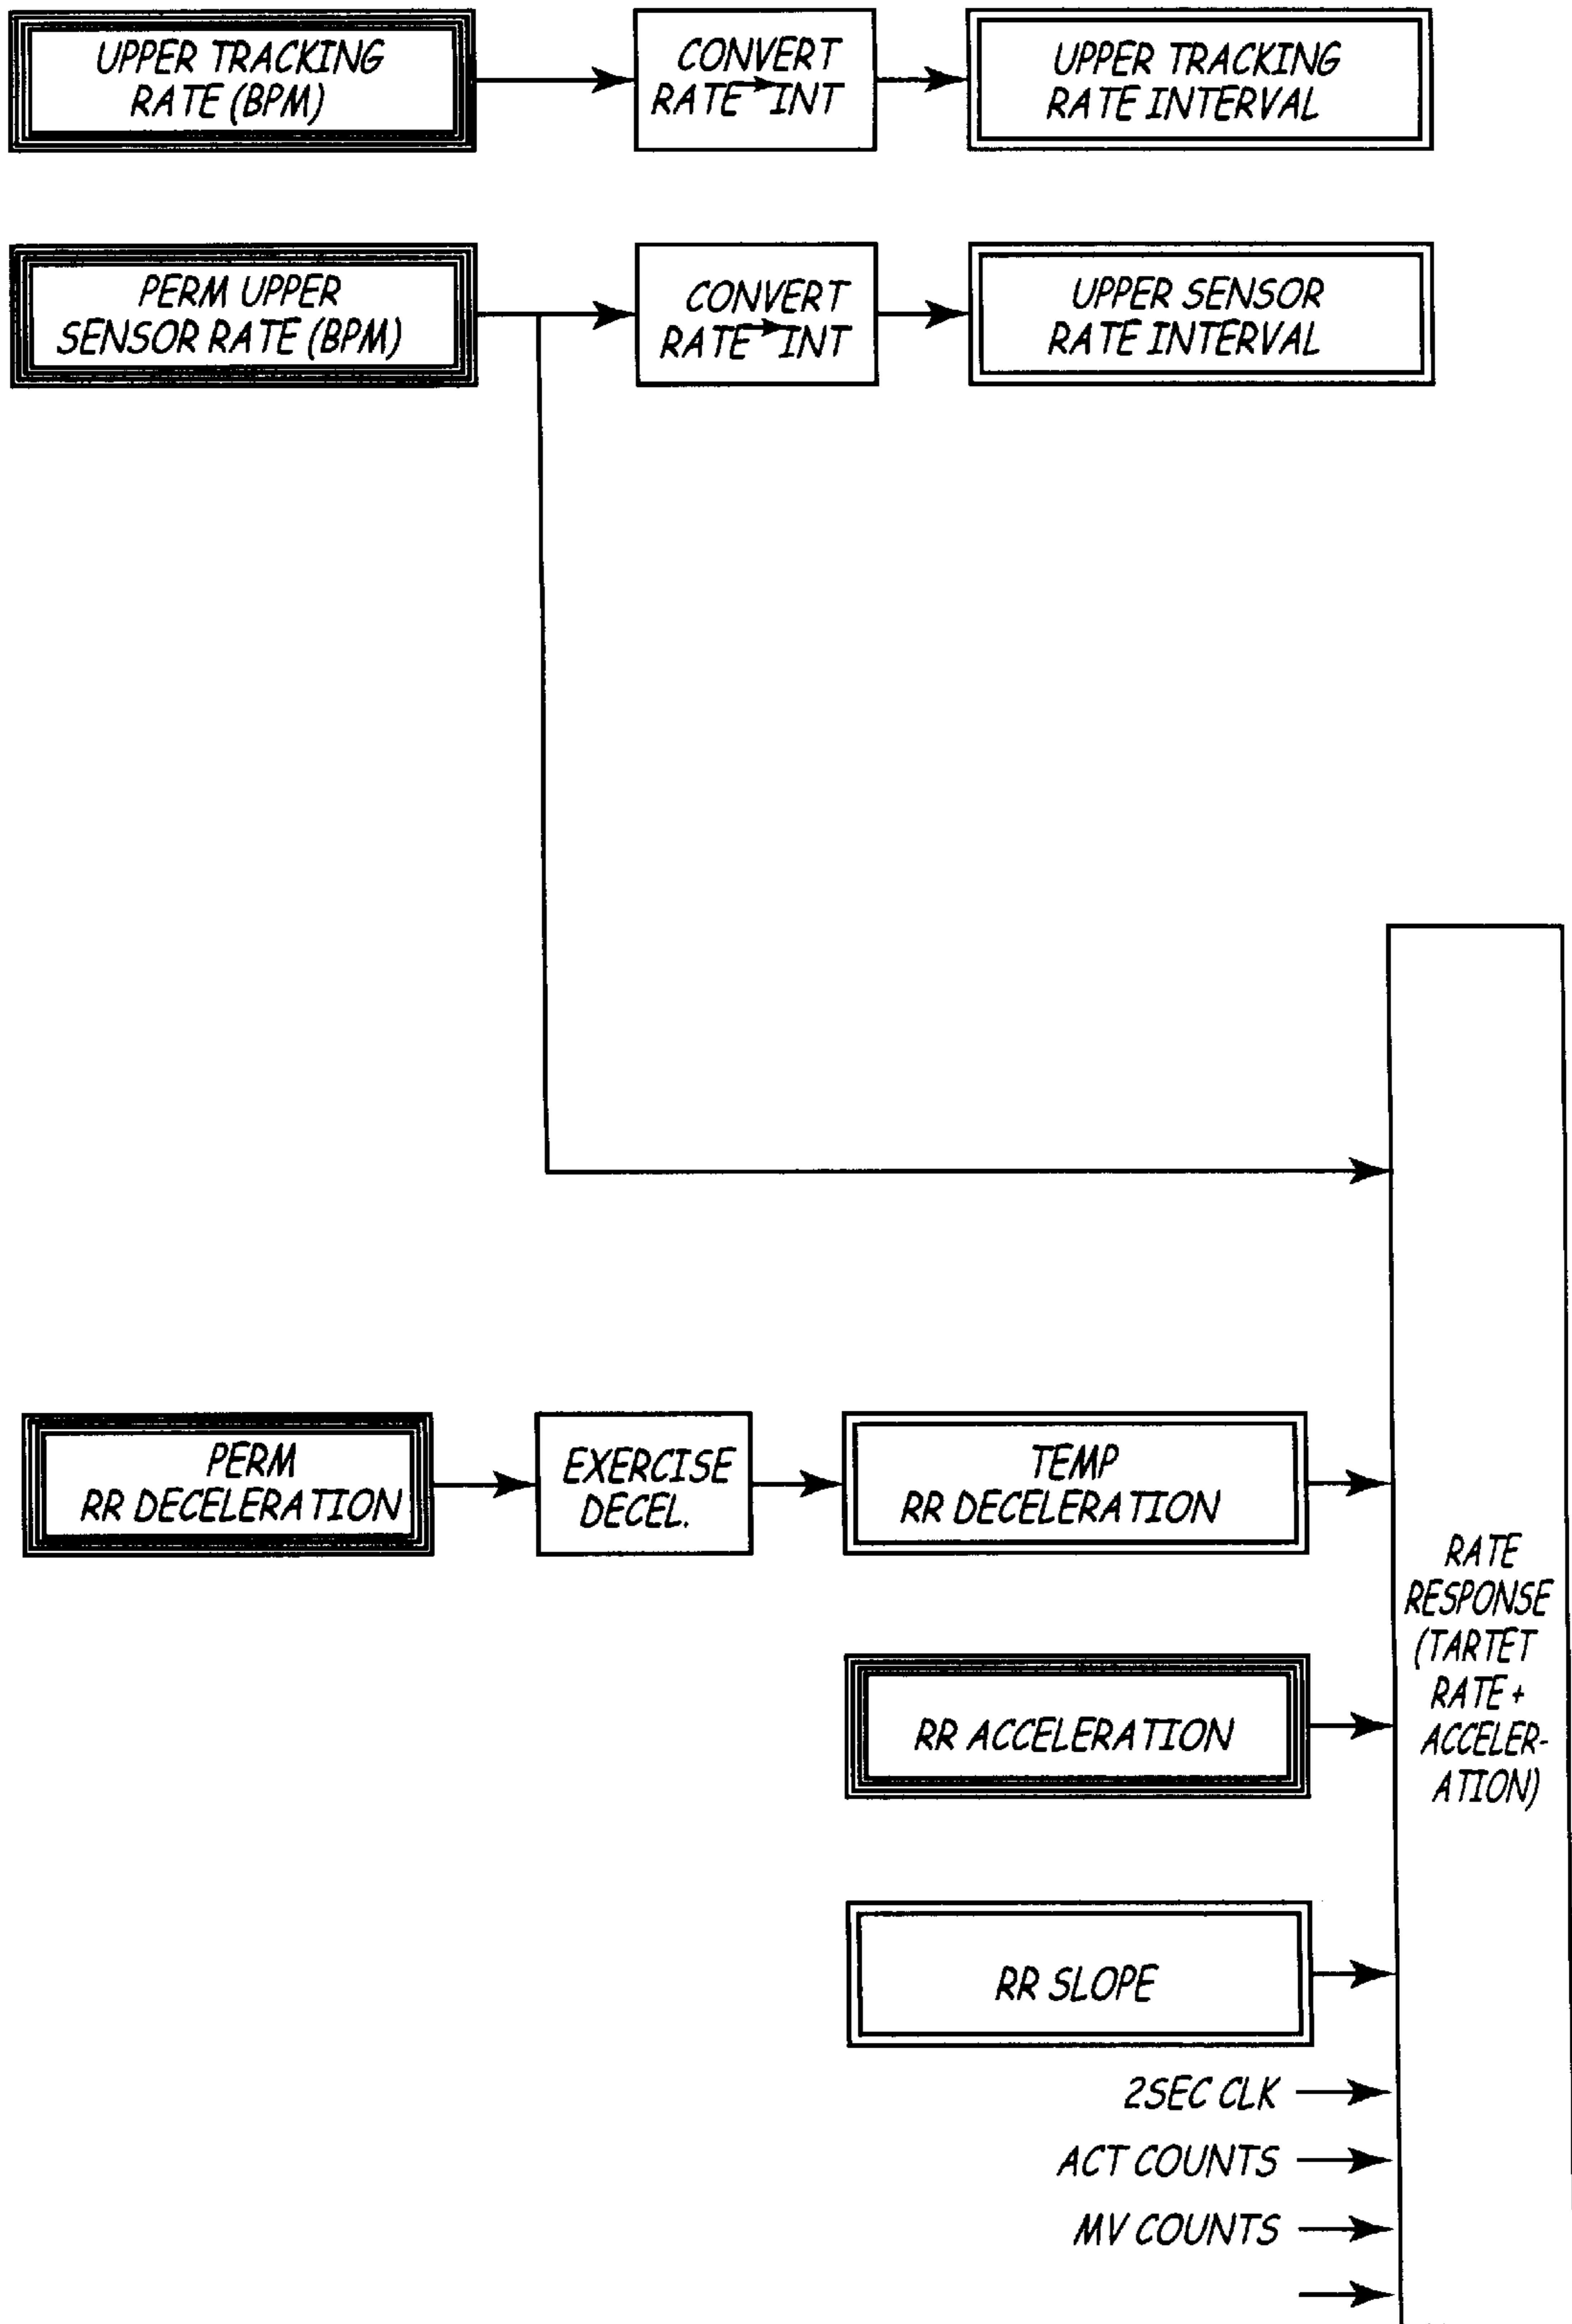 UPPER TRACKING
RATE (BPM)
CONVERT
RATE→INT
UPPER TRACKING
RATE INTERVAL
PERM UPPER
SENSOR RATE (BPM)
CONVERT
RATE→INT
UPPER SENSOR
RATE INTERVAL
PERM
RR DECELERATION
EXERCISE
DECEL.
TEMP
RR DECELERATION
RATE
RESPONSE
(TARTET
RATE +
ACCELER-
ATION)
RR ACCELERATION
RR SLOPE
2SEC CLK
ACT COUNTS
MV COUNTS